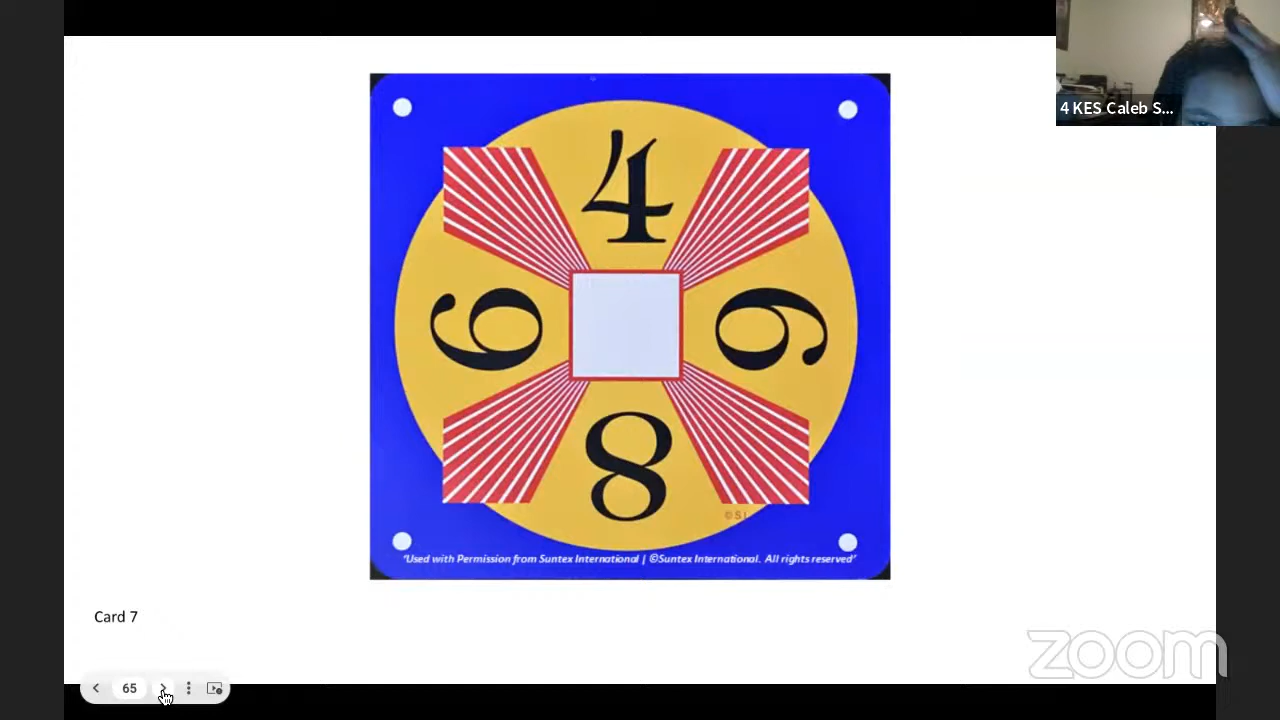 4 KES Caleb S...
4
9
9
8
© S.I.
"Used with Permission from Suntex International | ©Suntex International. All rights reserved"
Card 7
zoom
65